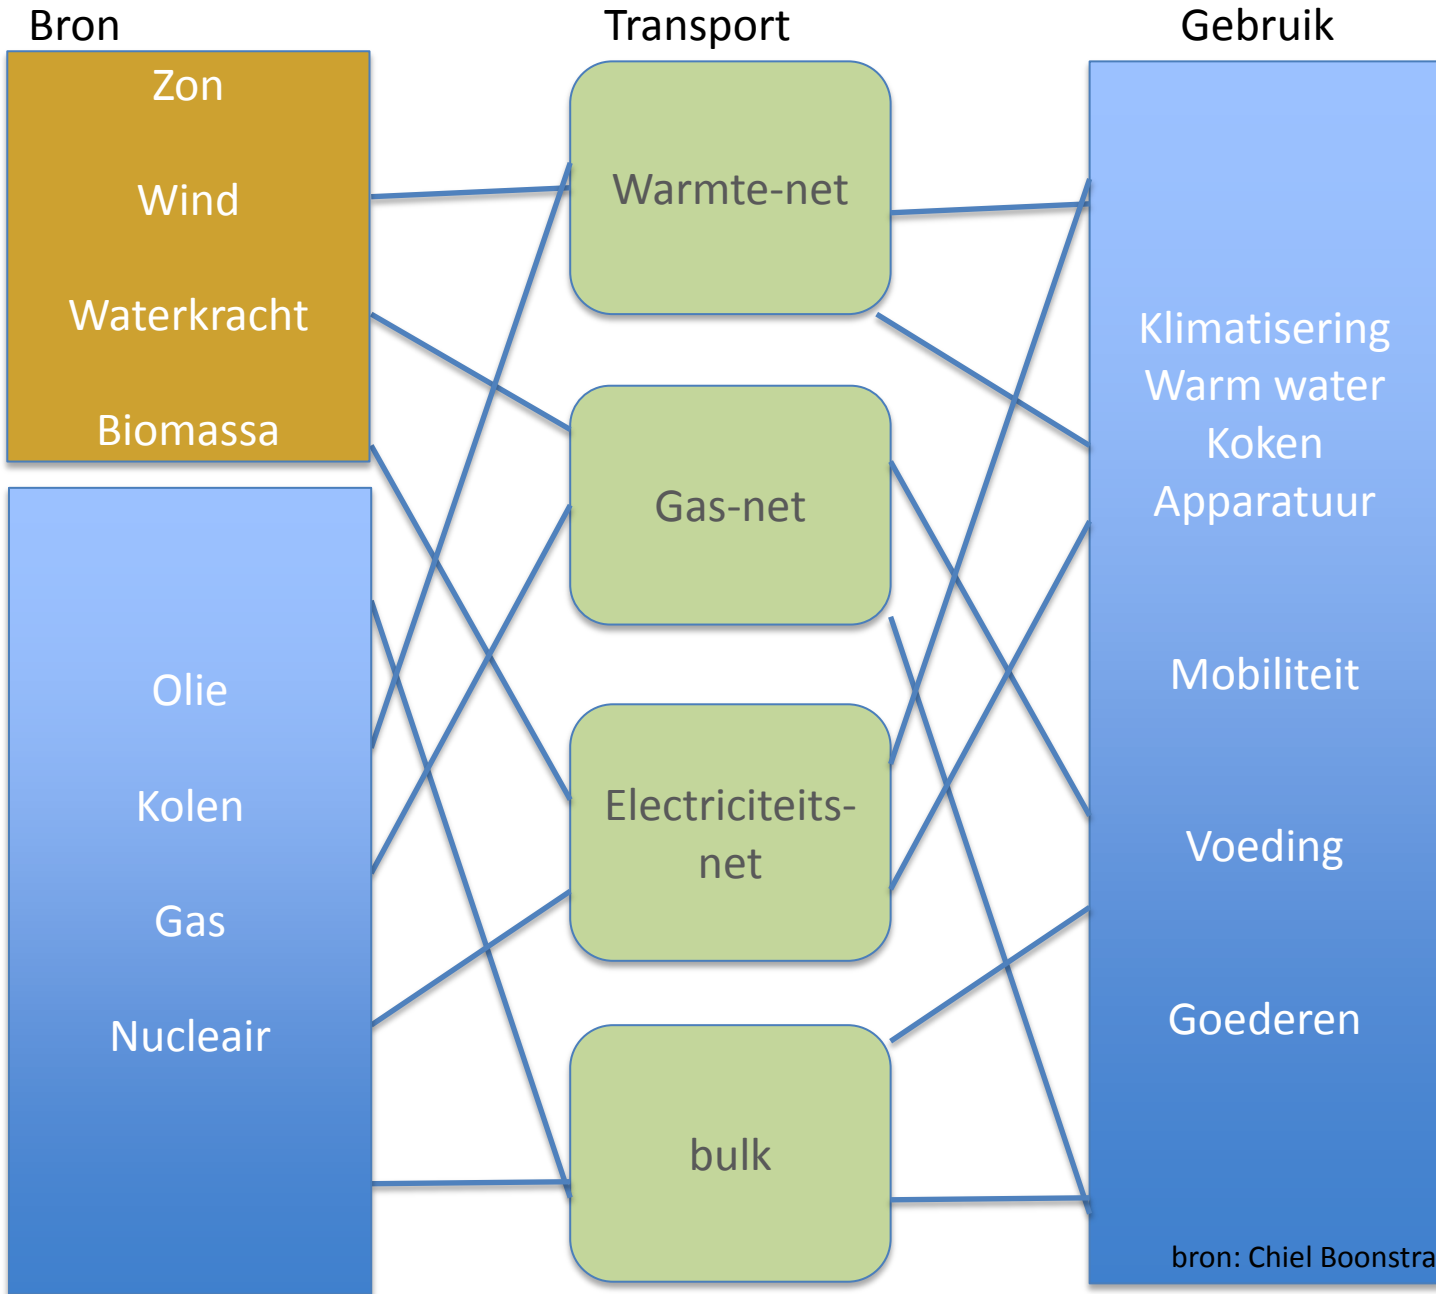 Bron
Transport
Gebruik
Zon
Wind
Waterkracht
Biomassa
Olie
Kolen
Gas
Nucleair
Warmte-net
Gas-net
Electriciteits-
net
bulk
Klimatisering
Warm water
Koken
Apparatuur
Mobiliteit
Voeding
Goederen
bron: Chiel Boonstra